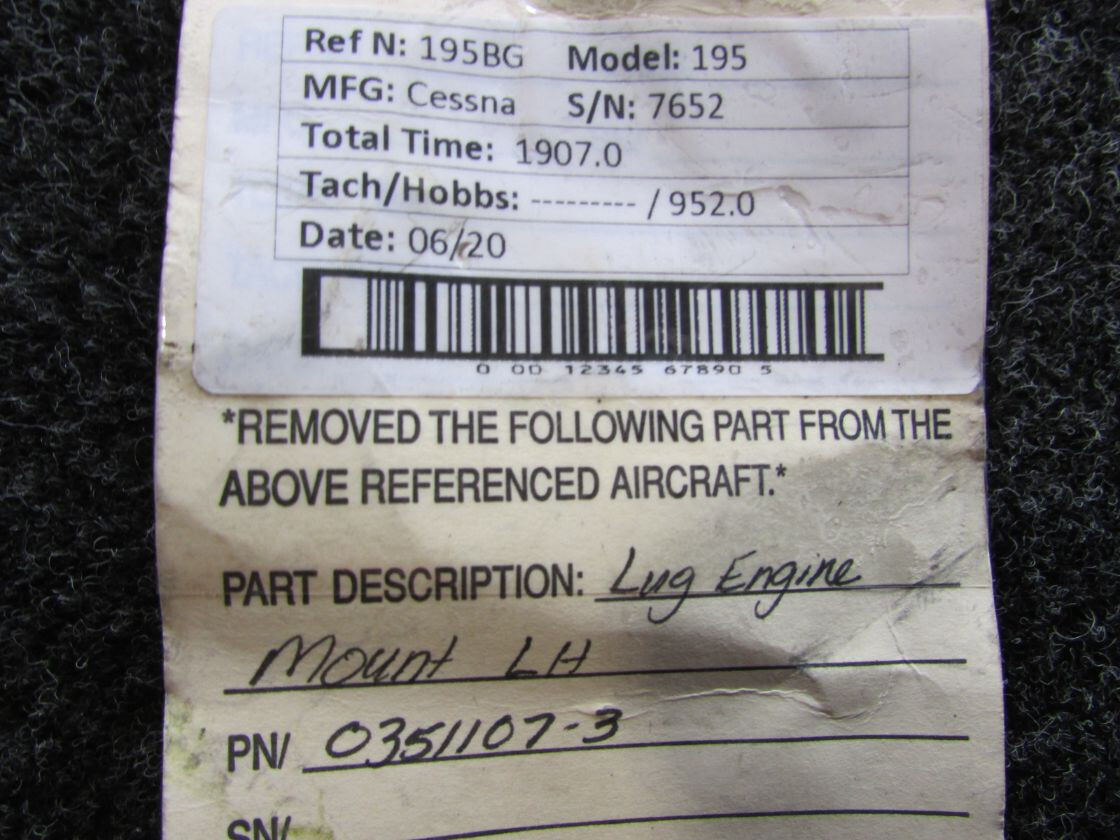 Ref N: 195BG Model: 195
MFG: Cessna S/N: 7652
Total Time: 1907.0
Tach/Hobbs: --------- / 952.0
Date: 06/20
0 00 12345 67890 5
*REMOVED THE FOLLOWING PART FROM THE
ABOVE REFERENCED AIRCRAFT.*
PART DESCRIPTION: Lug Engine
Mount LH
PN/ 0351107-3
SN/